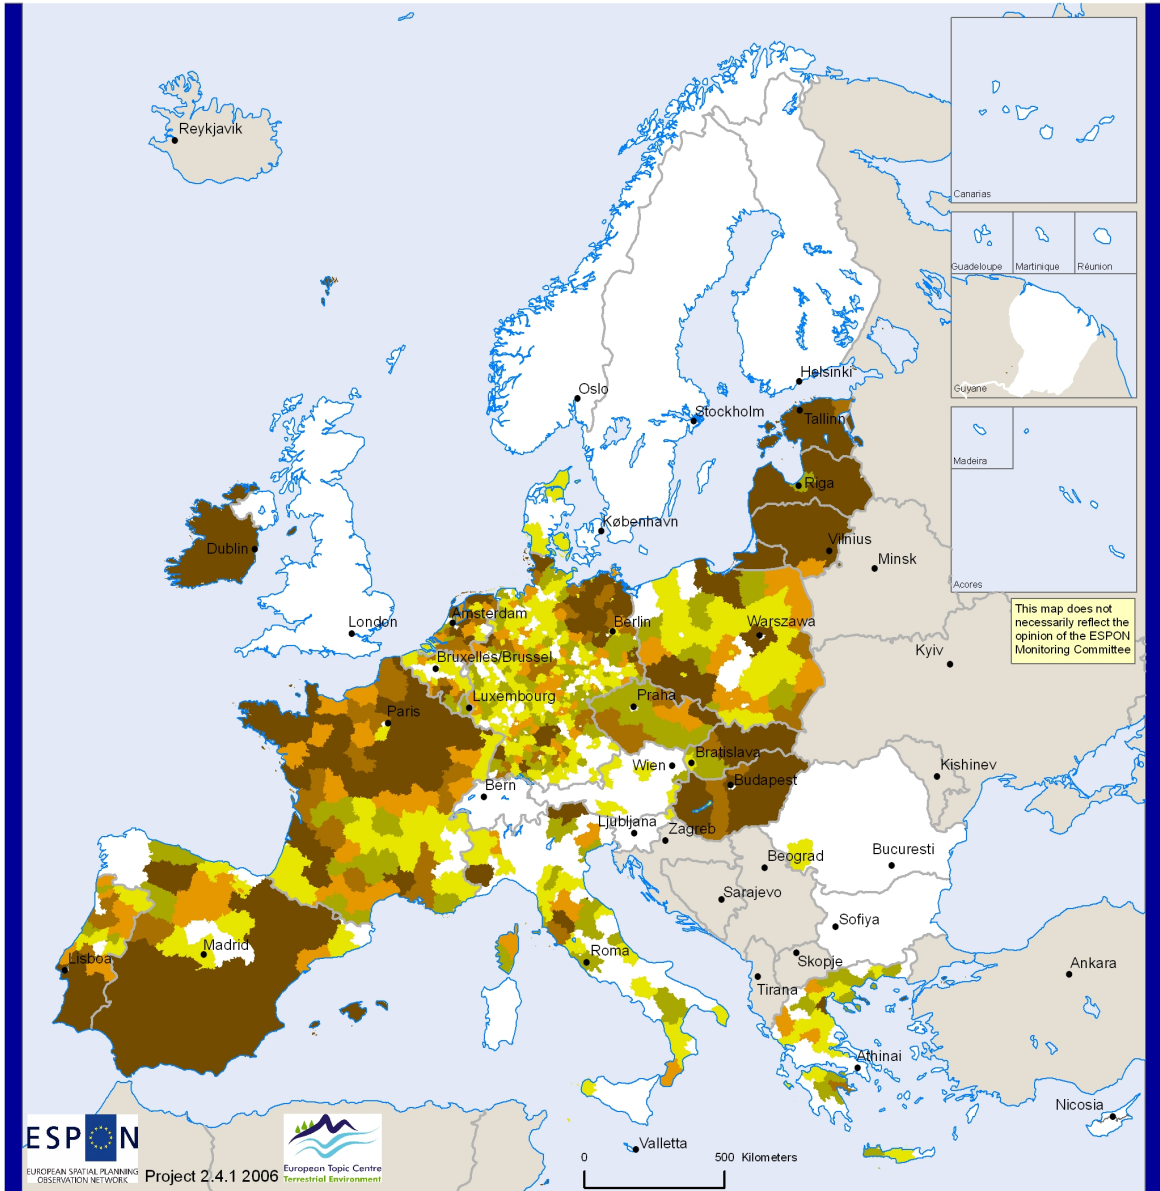 Reykjavik
Canarias
Guadeloupe
Martinique
Réunion
Guyane
Helsinki
Oslo
Stockholm
Tallinn
Madeira
Riga
København
Vilnius
Minsk
Dublin
Acores
This map does not
necessarily reflect the
opinion of the ESPON
Monitoring Committee
Amsterdam
London
Berlin
Warszawa
Kyiv
Bruxelles/Brussel
Luxembourg
Praha
Paris
Bratislava
Wien
Kishinev
Budapest
Bern
Ljubljana
Zagreb
Bucuresti
Beograd
Sarajevo
Sofiya
Madrid
Roma
Lisboa
Skopje
Ankara
Tirana
Athinai
Nicosia
Valletta
ESPON
EUROPEAN SPATIAL PLANNING
OBSERVATION NETWORK
Project 2.4.1 2006
European Topic Centre
Terrestrial Environment
0 500 Kilometers